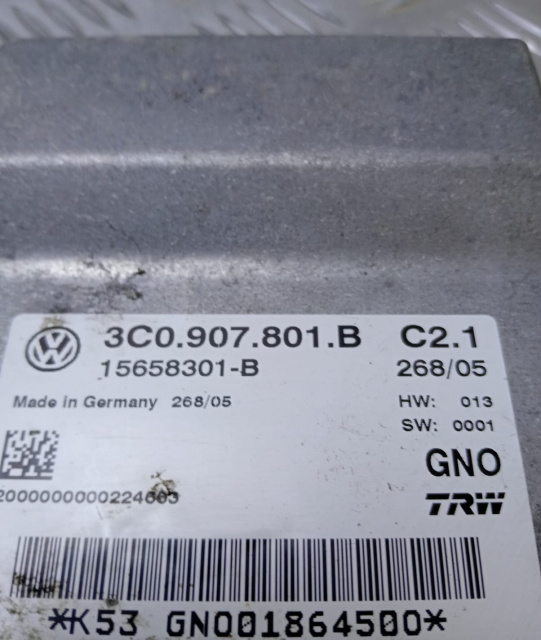 3C0.907.801.B C2.1
15658301-B 268/05
Made in Germany 268/05 HW: 013
SW: 0001
GNO
TRW
*K53 GNO01864500*